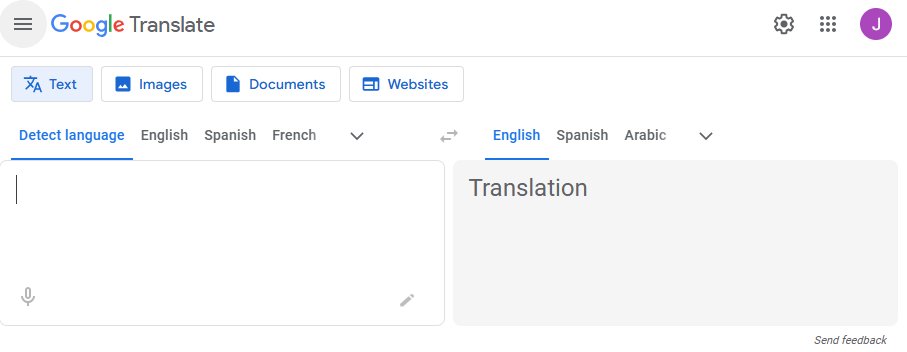 Google Translate
J
Text Images Documents Websites
Detect language English Spanish French English Spanish Arabic
Translation
Send feedback